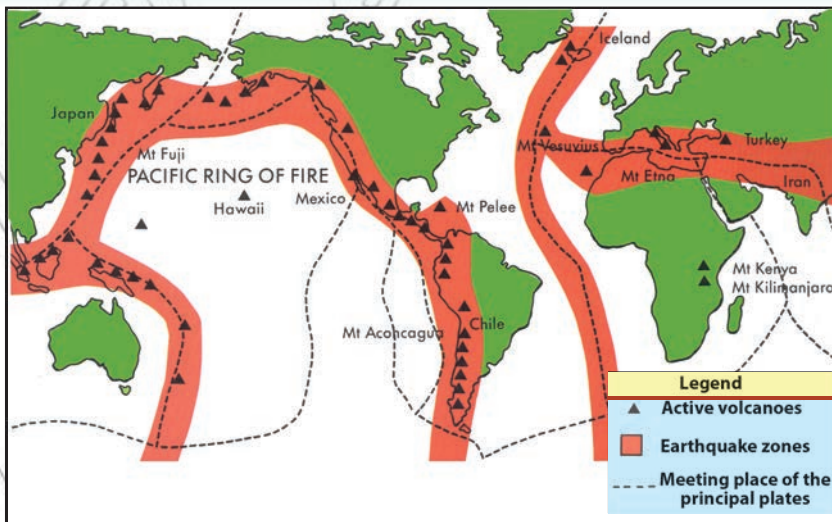 Iceland
Japan
Mt Fuji
PACIFIC RING OF FIRE
Hawaii
Mexico
Mt Pelee
Mt Vesuvius
Turkey
Mt Etna
Iran
Mt Kenya
Mt Kilimanjara
Mt Aconcagua
Chile
Legend
Active volcanoes
Earthquake zones
Meeting place of the
principal plates